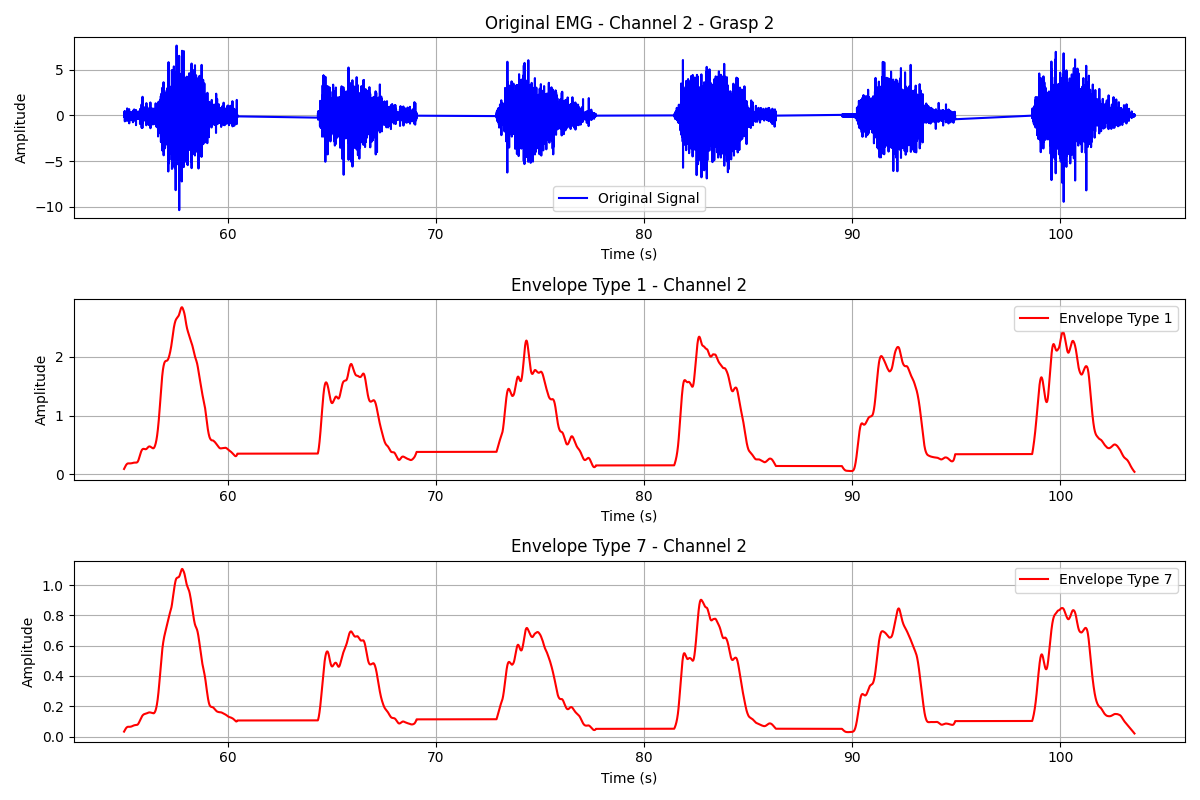 Original EMG - Channel 2 - Grasp 2
Amplitude
5
0
−5
−10
Original Signal
60 70 80 90 100
Time (s)
Envelope Type 1 - Channel 2
Amplitude
2
1
0
Envelope Type 1
60 70 80 90 100
Time (s)
Envelope Type 7 - Channel 2
Amplitude
1.0
0.8
0.6
0.4
0.2
0.0
Envelope Type 7
60 70 80 90 100
Time (s)